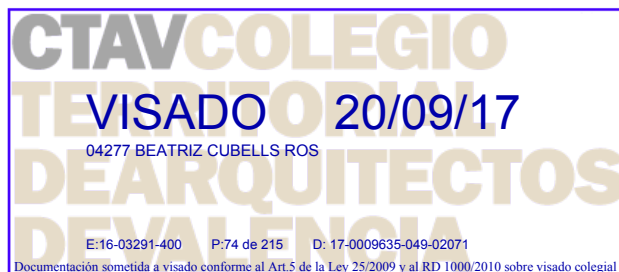 CTAVCOLEGIO
TERRITORIAL
DEARQUITECTOS
DEVALENCIA
VISADO 20/09/17
04277 BEATRIZ CUBELLS ROS
E:16-03291-400 P:74 de 215 D: 17-0009635-049-02071
Documentación sometida a visado conforme al Art.5 de la Ley 25/2009 y al RD 1000/2010 sobre visado colegial